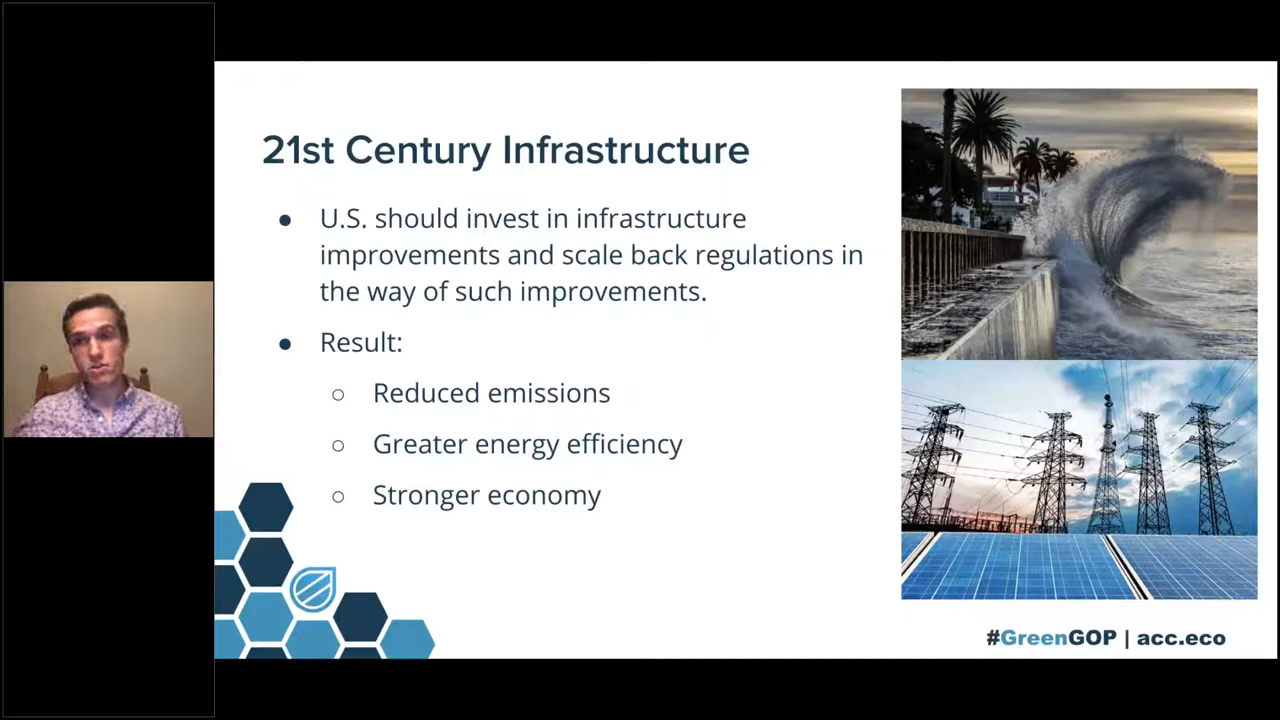 21st Century Infrastructure
● U.S. should invest in infrastructure
improvements and scale back regulations in
the way of such improvements.
● Result:
○ Reduced emissions
○ Greater energy efficiency
○ Stronger economy
#GreenGOP | acc.eco